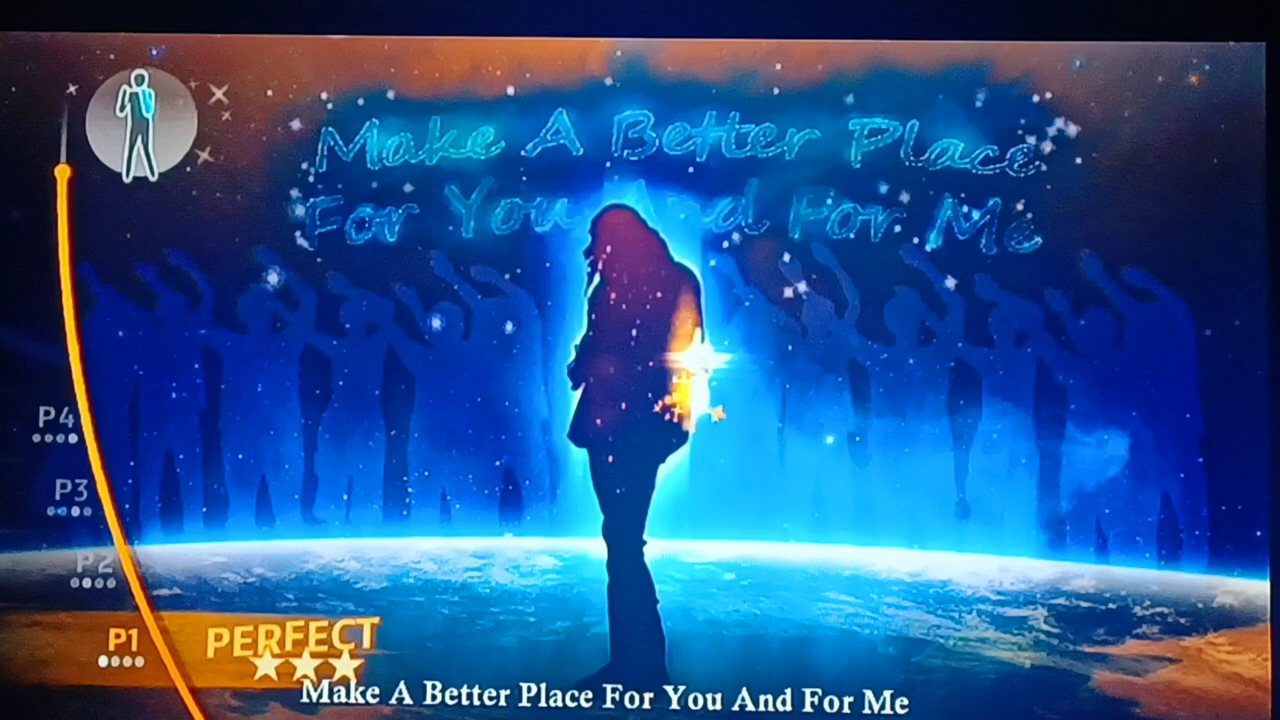 Make A Better Place
For You And For Me
P4
P3
P2
P1
PERFECT
Make A Better Place For You And For Me